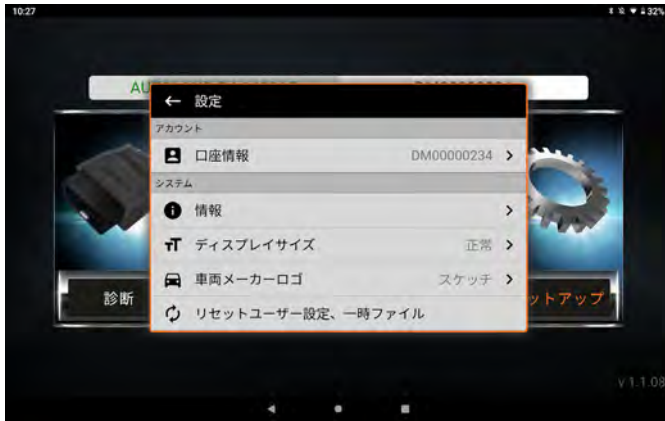 10:27
32%
← 設定
アカウント
口座情報 DM00000234 >
システム
情報 >
ディスプレイサイズ 正常 >
車両メーカーロゴ スケッチ >
リセットユーザー設定、一時ファイル
診断
ットアップ
v 1.1.08